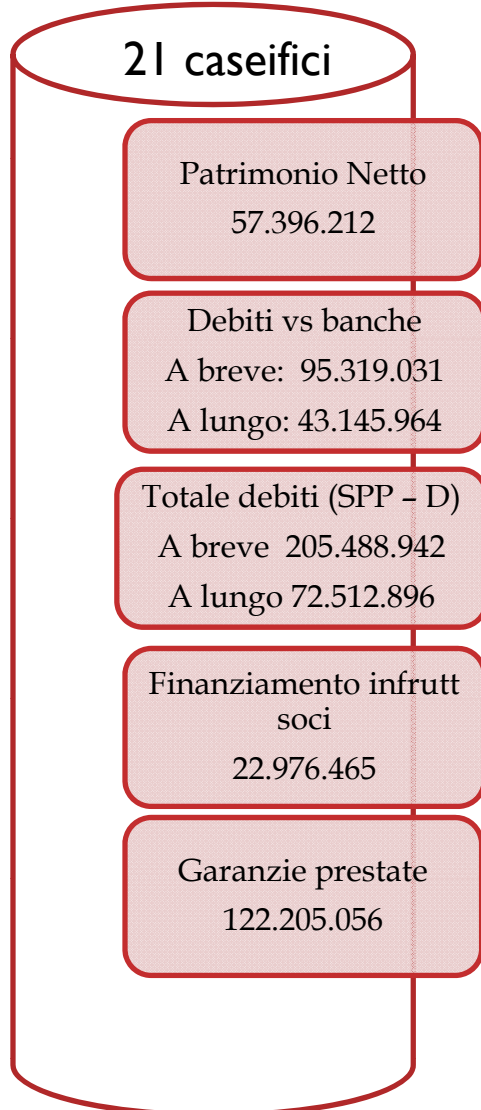 21 caseifici
Patrimonio Netto
57.396.212
Debiti vs banche
A breve:  95.319.031
A lungo: 43.145.964
Totale debiti (SPP – D)
A breve  205.488.942
A lungo 72.512.896
Finanziamento infrutt
soci
22.976.465
Garanzie prestate
122.205.056